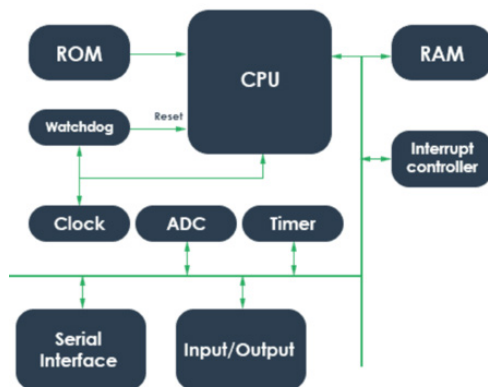 ROM
CPU
RAM
Watchdog
Reset
Interrupt
controller
Clock
ADC
Timer
Serial
Interface
Input/Output